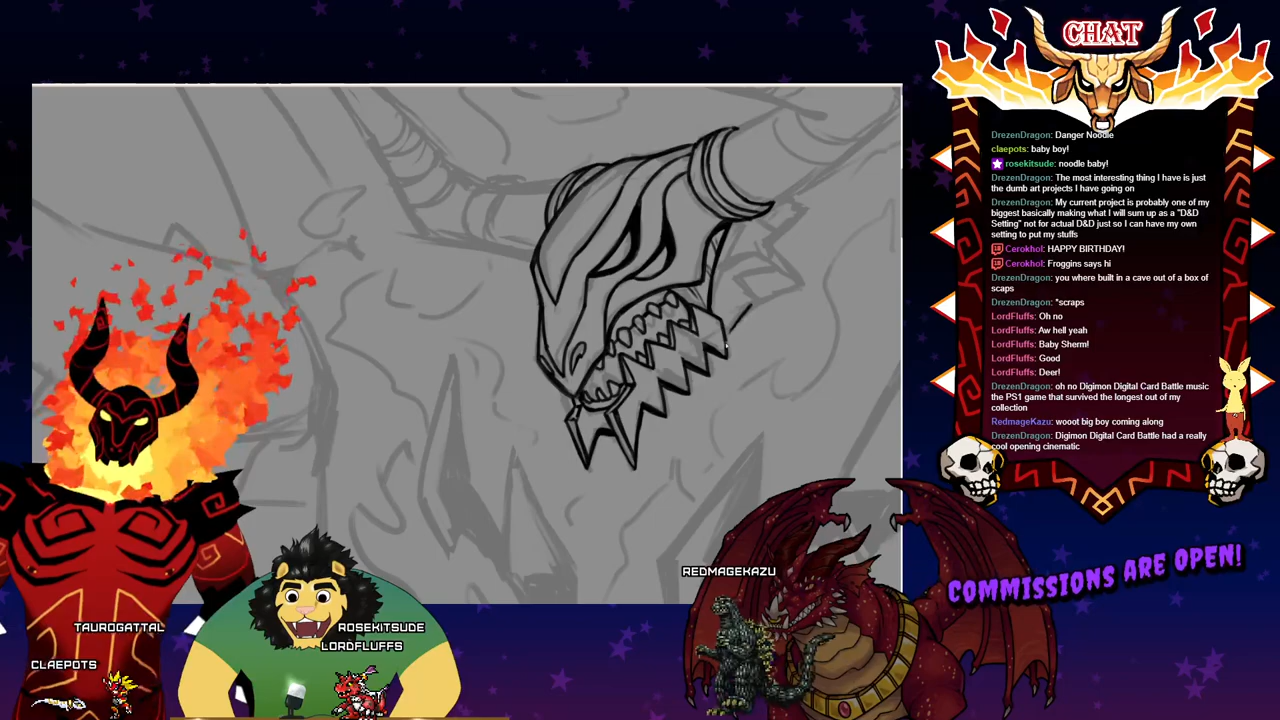 CHAT
DrezenDragon: Danger Noodle
claepots: baby boy!
rosekitsude: noodle baby!
DrezenDragon: The most interesting thing I have is just
the dumb art projects I have going on
DrezenDragon: My current project is probably one of my
biggest basically making what I will sum up as a "D&D
Setting" not for actual D&D just so I can have my own
setting to put my stuffs
Cerokhol: HAPPY BIRTHDAY!
Cerokhol: Froggins says hi
DrezenDragon: you where built in a cave out of a box of
scaps
DrezenDragon: *scraps
LordFluffs: Oh no
LordFluffs: Aw hell yeah
LordFluffs: Baby Sherm!
LordFluffs: Good
LordFluffs: Deer!
DrezenDragon: oh no Digimon Digital Card Battle music
the PS1 game that survived the longest out of my
collection
RedmageKazu: wooot big boy coming along
DrezenDragon: Digimon Digital Card Battle had a really
cool opening cinematic
COMMISSIONS ARE OPEN!
REDMAGEKAZU
TAUROGATTAL
ROSEKITSUDE
LORDFLUFFS
CLAEPOTS